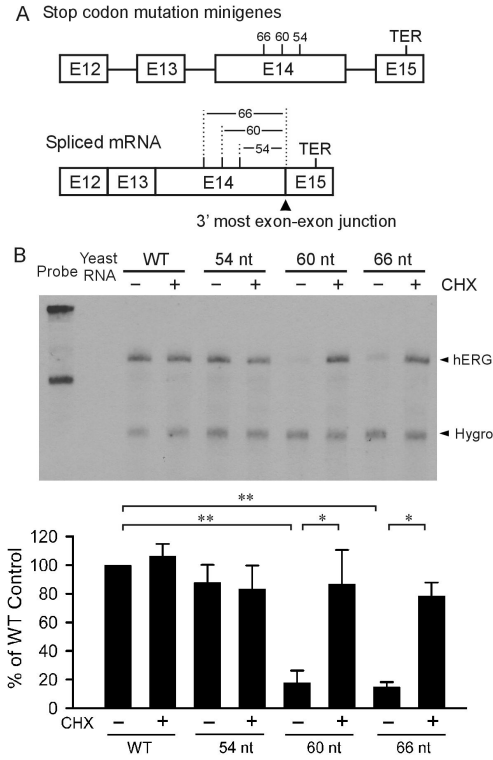 A Stop codon mutation minigenes
66 60 54
TER
E12 E13 E14 E15
66
60
54
Spliced mRNA
TER
E12 E13 E14 E15
3' most exon-exon junction
B
Probe Yeast RNA WT 54 nt 60 nt 66 nt
– + – + – + – + CHX
hERG
Hygro
**
** * *
% of WT Control
120
100
80
60
40
20
0
CHX – + – + – + – +
WT 54 nt 60 nt 66 nt